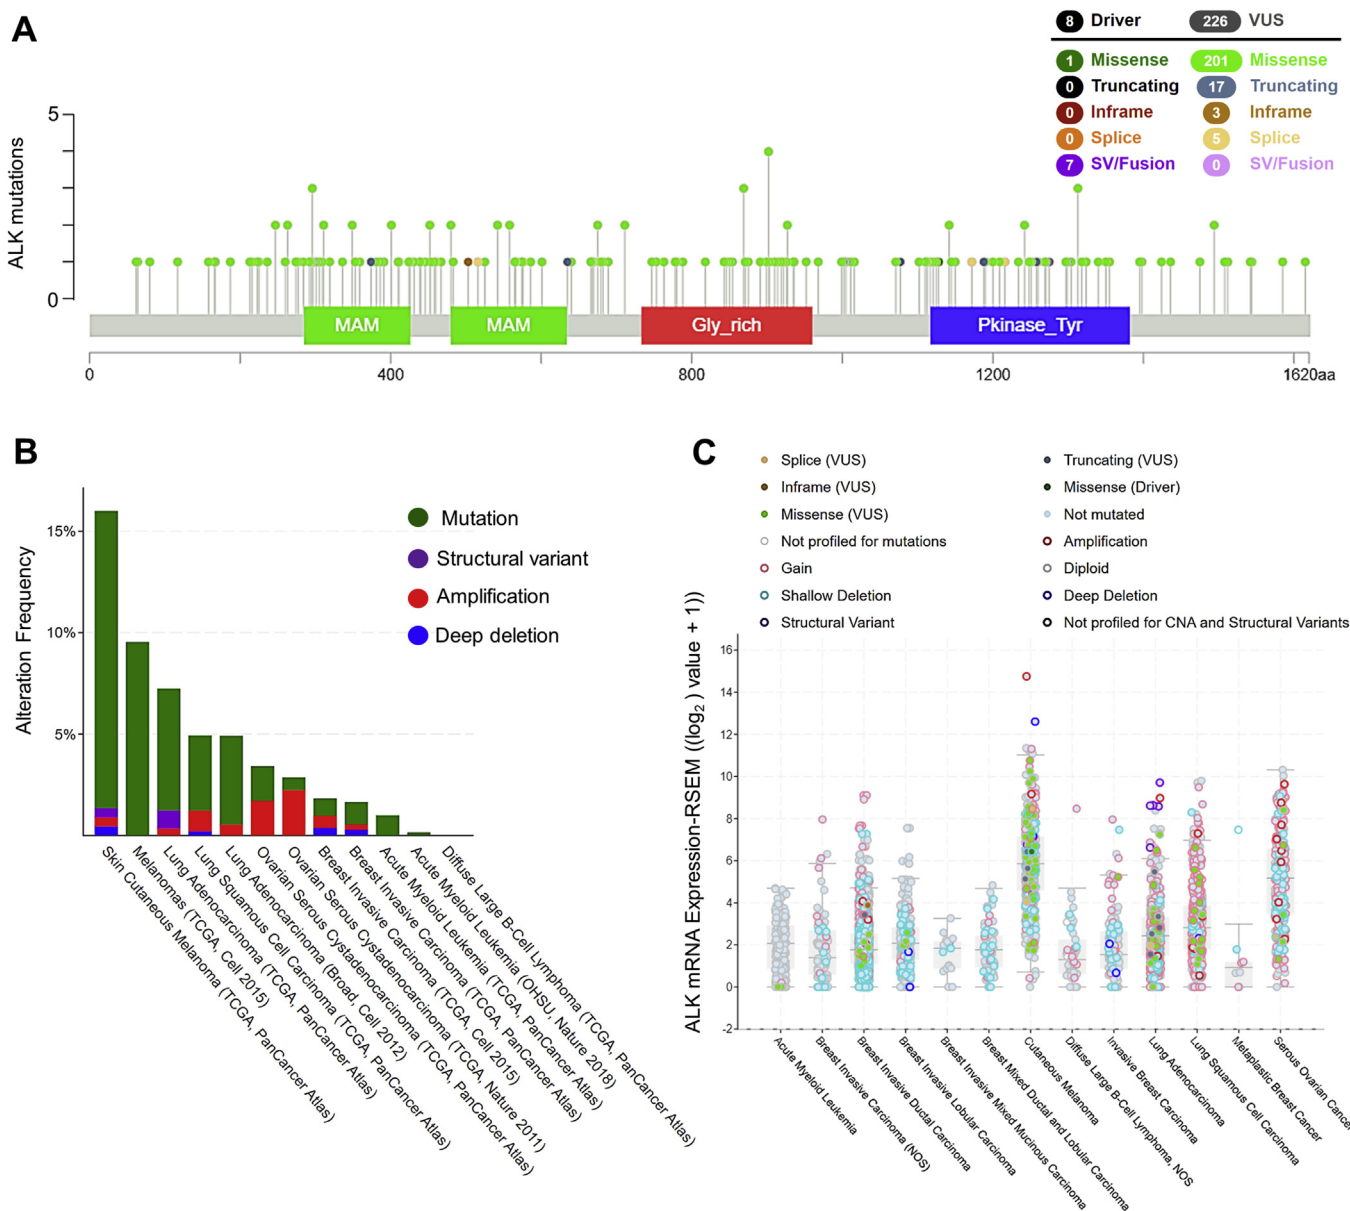 A
8 Driver 226 VUS
1 Missense 201 Missense
0 Truncating 17 Truncating
0 Inframe 3 Inframe
0 Splice 5 Splice
7 SV/Fusion 0 SV/Fusion
ALK mutations
5
0
MAM MAM Gly_rich Pkinase_Tyr
0 400 800 1200 1620aa
B
Alteration Frequency
15%
10%
5%
Mutation
Structural variant
Amplification
Deep deletion
Skin Cutaneous Melanoma (TCGA, PanCancer Atlas)
Melanomas (TCGA, Cell 2015)
Lung Adenocarcinoma (TCGA, PanCancer Atlas)
Lung Squamous Cell Carcinoma (TCGA, PanCancer Atlas)
Lung Adenocarcinoma (Broad, Cell 2012)
Ovarian Serous Cystadenocarcinoma (TCGA, PanCancer Atlas)
Ovarian Serous Cystadenocarcinoma (TCGA, Nature 2011)
Breast Invasive Carcinoma (TCGA, Cell 2015)
Breast Invasive Carcinoma (TCGA, PanCancer Atlas)
Acute Myeloid Leukemia (TCGA, PanCancer Atlas)
Acute Myeloid Leukemia (OHSU, Nature 2018)
Diffuse Large B-Cell Lymphoma (TCGA, PanCancer Atlas)
C
Splice (VUS) Truncating (VUS)
Inframe (VUS) Missense (Driver)
Missense (VUS) Not mutated
Not profiled for mutations Amplification
Gain Diploid
Shallow Deletion Deep Deletion
Structural Variant Not profiled for CNA and Structural Variants
ALK mRNA Expression-RSEM ((log2 ) value + 1))
16
14
12
10
8
6
4
2
0
-2
Acute Myeloid Leukemia
Breast Invasive Carcinoma (NOS)
Breast Invasive Ductal Carcinoma
Breast Invasive Lobular Carcinoma
Breast Invasive Mixed Mucinous Carcinoma
Breast Mixed Ductal and Lobular Carcinoma
Cutaneous Melanoma
Diffuse Large B-Cell Lymphoma, NOS
Invasive Breast Carcinoma
Lung Adenocarcinoma
Lung Squamous Cell Carcinoma
Metaplastic Breast Cancer
Serous Ovarian Cancer